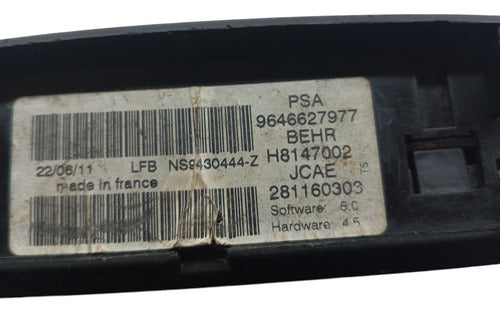 PSA
9646627977
BEHR
H8147002
JCAE
281160303
Software 5.0
Hardware 4.5
22/06/11 LFB NS9430444-Z
made in france